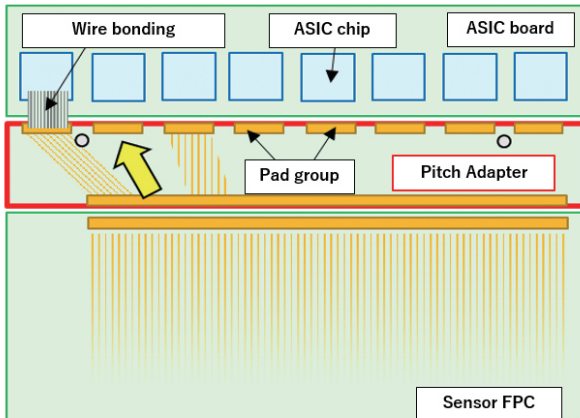 Wire bonding
ASIC chip
ASIC board
Pad group
Pitch Adapter
Sensor FPC